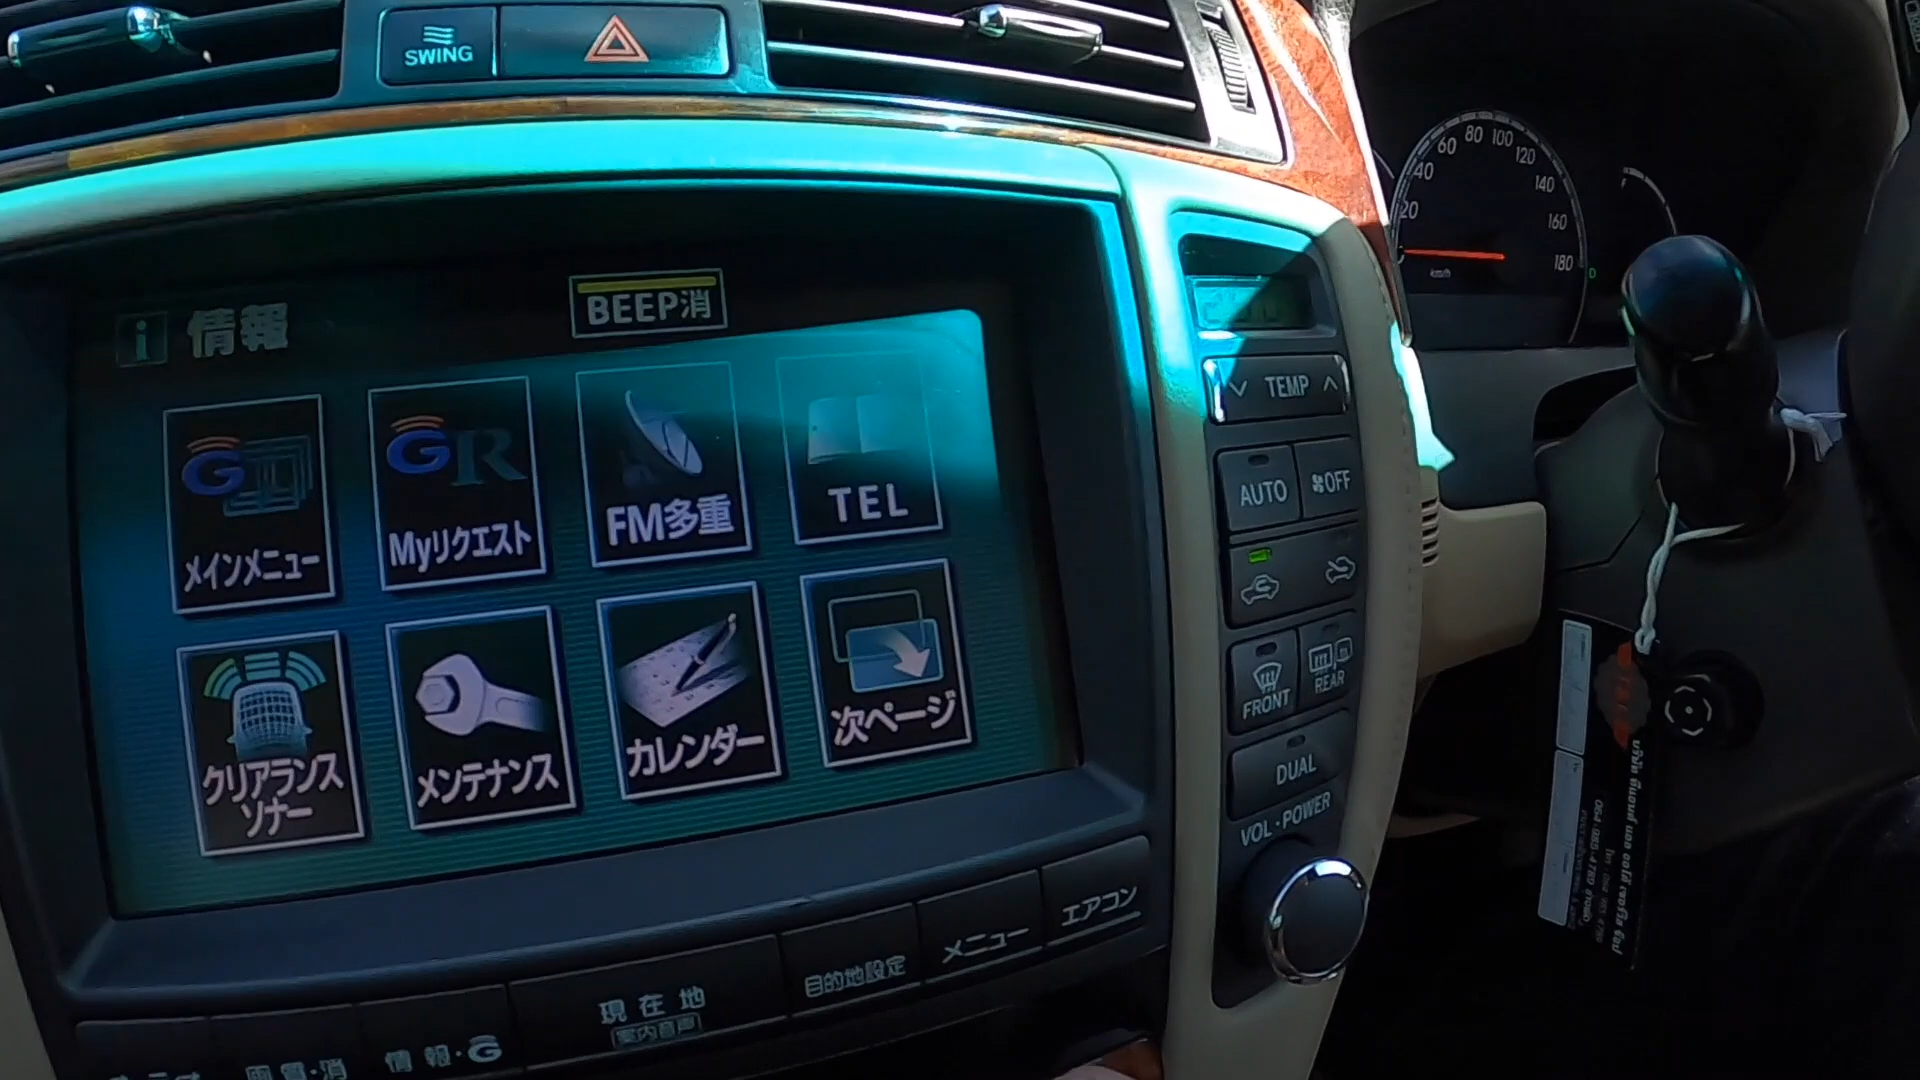 SWING
i 情報
BEEP消
G メインメニュー
GR
Myリクエスト
FM多重
TEL
クリアランス
ソナー
メンテナンス
カレンダー
次ページ
情報・G
現在地
案内音声
目的地設定
メニュー
エアコン
TEMP
AUTO
OFF
FRONT
REAR
DUAL
VOL・POWER
20
40
60
80
100
120
140
160
180
km/h
F
D